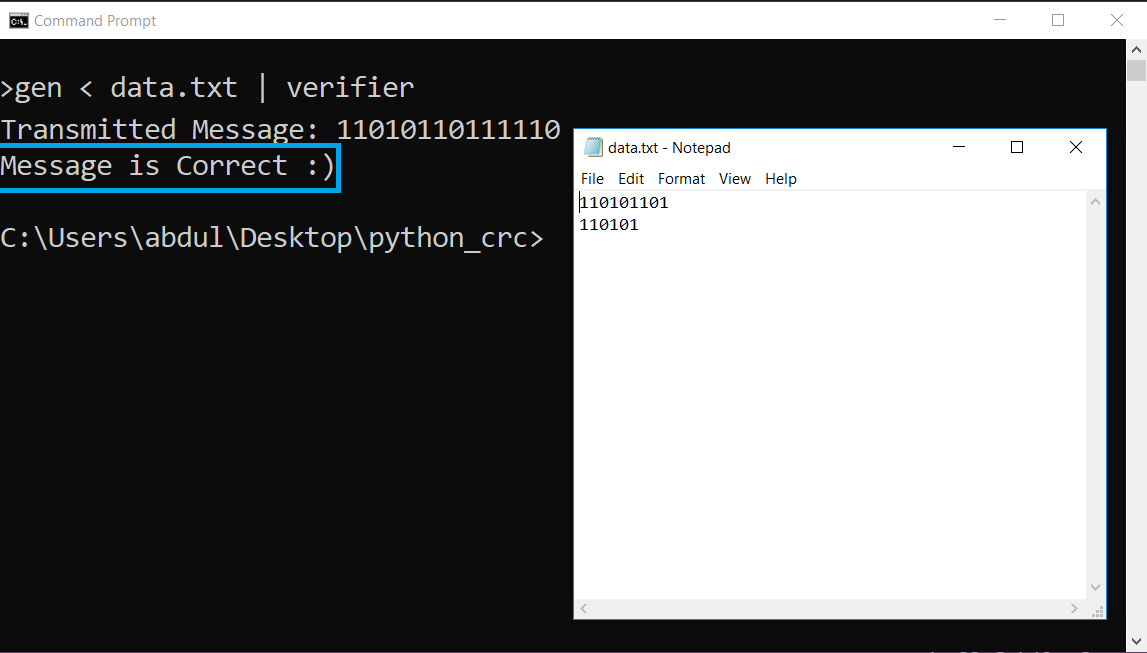 Command Prompt
>gen < data.txt | verifier
Transmitted Message: 11010110111110
Message is Correct :)
C:\Users\abdul\Desktop\python_crc>
data.txt - Notepad
File Edit Format View Help
110101101
110101